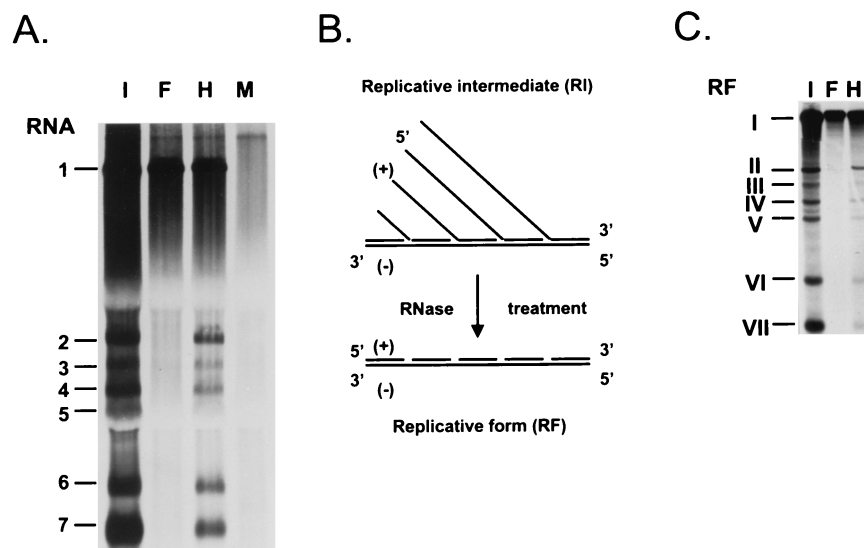 A.
I F H M
RNA
1
2
3
4
5
6
7
B.
Replicative intermediate (RI)
5'
(+)
3'
3' (-) 5'
RNase treatment
5' (+) 3'
3' (-) 5'
Replicative form (RF)
C.
RF I F H
I
II
III
IV
V
VI
VII